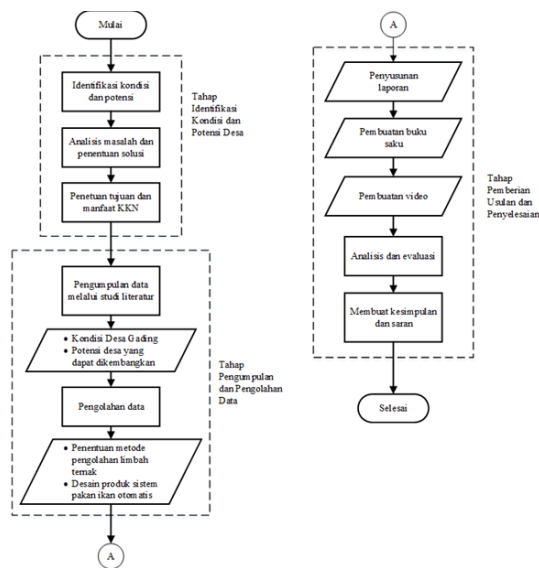 Mulai
Identifikasi kondisi
dan potensi
Analisis masalah dan
penentuan solusi
Penetuan tujuan dan
manfaat KKN
Tahap
Identifikasi
Kondisi dan
Potensi Desa
Pengumpulan data
melalui studi literatur
• Kondisi Desa Gading
• Potensi desa yang
dapat dikembangkan
Pengolahan data
• Penentuan metode
pengolahan limbah
ternak
• Desain produk sistem
pakan ikan otomatis
Tahap
Pengumpulan
dan Pengolahan
Data
A
A
Penyusunan
laporan
Pembuatan buku
saku
Pembuatan video
Analisis dan evaluasi
Membuat kesimpulan
dan saran
Tahap
Pemberian
Usulan dan
Penyelesaian
Selesai